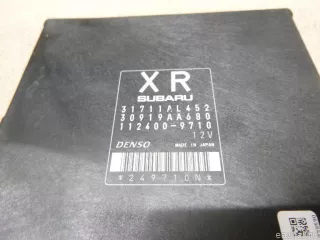 XR
SUBARU
31711AL452
30919AA680
112400-9710
12V
DENSO MADE IN JAPAN
*249710N*